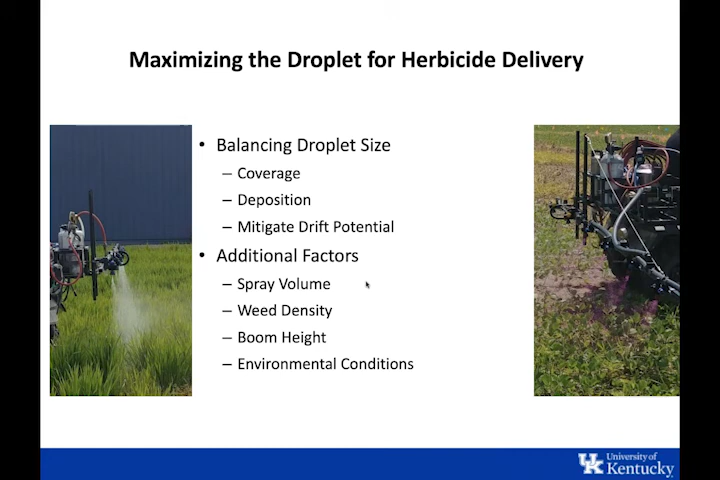 Maximizing the Droplet for Herbicide Delivery
• Balancing Droplet Size
– Coverage
– Deposition
– Mitigate Drift Potential
• Additional Factors
– Spray Volume
– Weed Density
– Boom Height
– Environmental Conditions
UK University of
Kentucky